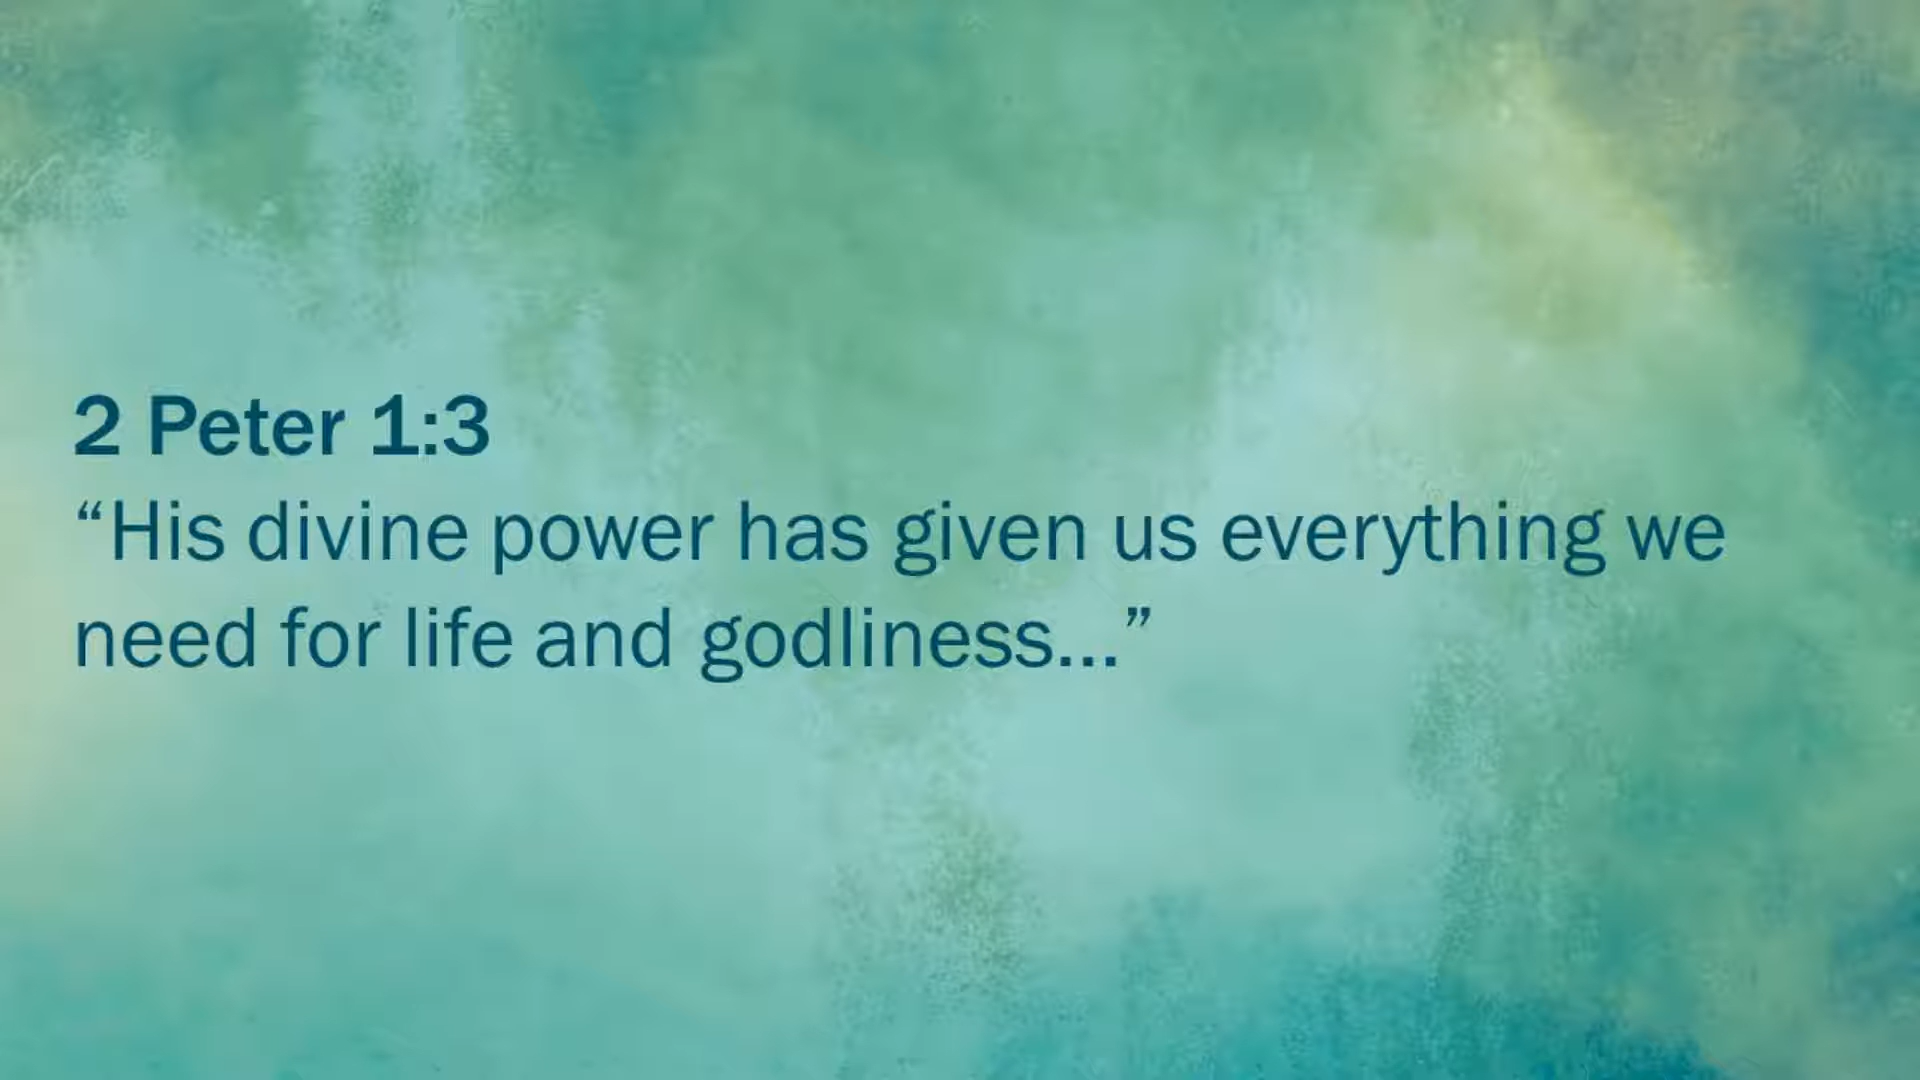 2 Peter 1:3
“His divine power has given us everything we
need for life and godliness...”